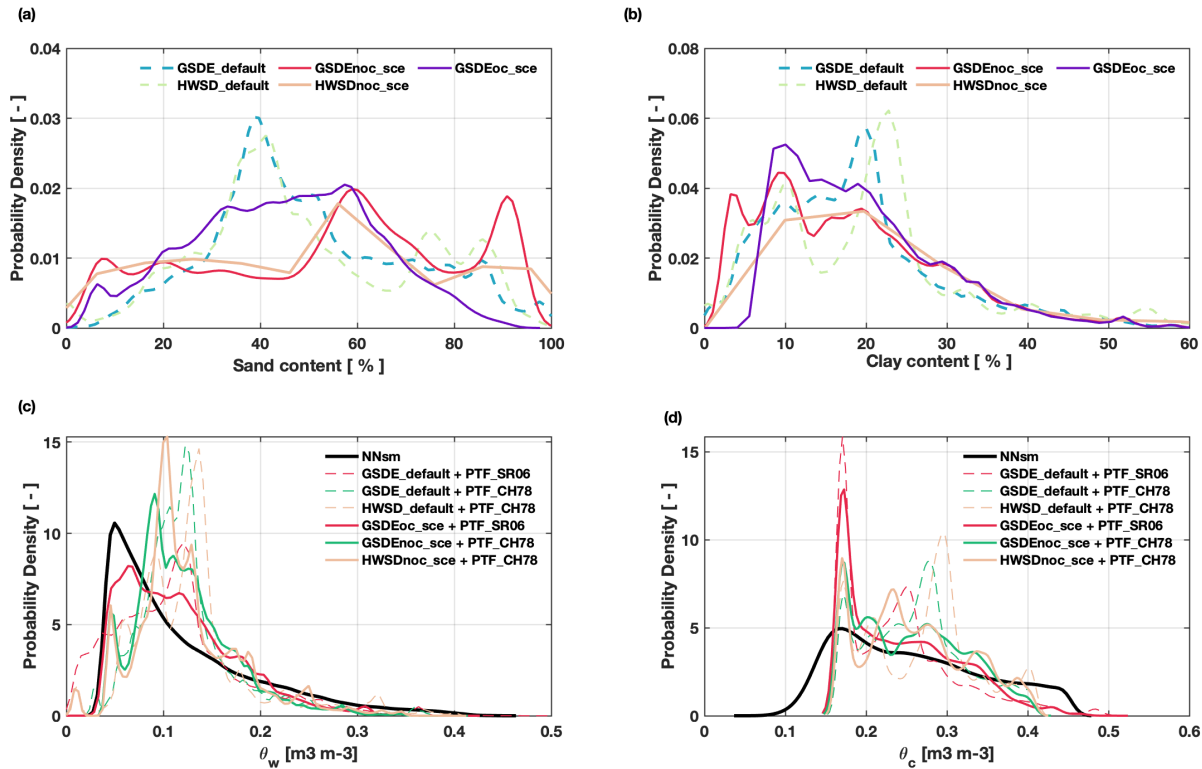 (a)
0.04
0.03
0.02
0.01
0
Probability Density [ - ]
GSDE_default
GSDEnoc_sce
GSDEoc_sce
HWSD_default
HWSDnoc_sce
0
20
40
60
80
100
Sand content [ % ]
(b)
0.08
0.06
0.04
0.02
0
Probability Density [ - ]
GSDE_default
GSDEnoc_sce
GSDEoc_sce
HWSD_default
HWSDnoc_sce
0
10
20
30
40
50
60
Clay content [ % ]
(c)
15
10
5
0
Probability Density [ - ]
NNsm
GSDE_default + PTF_SR06
GSDE_default + PTF_CH78
HWSD_default + PTF_CH78
GSDEoc_sce + PTF_SR06
GSDEnoc_sce + PTF_CH78
HWSDnoc_sce + PTF_CH78
0
0.1
0.2
0.3
0.4
0.5
θw [m3 m-3]
(d)
15
10
5
0
Probability Density [ - ]
NNsm
GSDE_default + PTF_SR06
GSDE_default + PTF_CH78
HWSD_default + PTF_CH78
GSDEoc_sce + PTF_SR06
GSDEnoc_sce + PTF_CH78
HWSDnoc_sce + PTF_CH78
0
0.1
0.2
0.3
0.4
0.5
0.6
θc [m3 m-3]